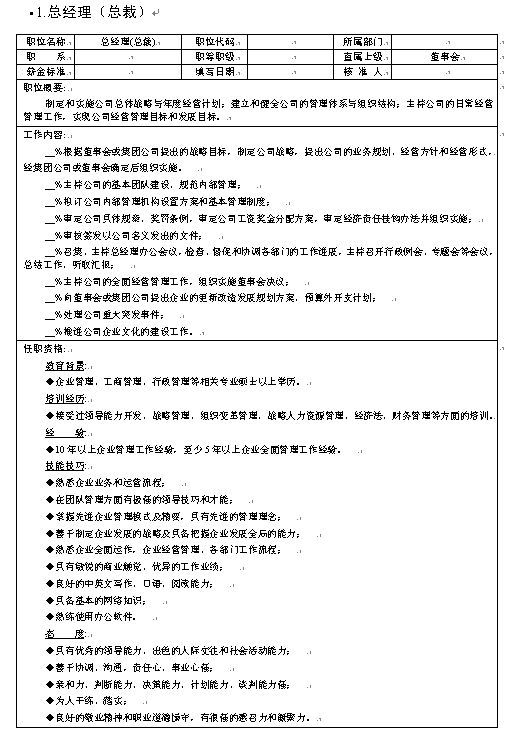 1.总经理（总裁）
职位名称 总经理(总裁) 职位代码 所属部门
职 系 职等职级 直属上级 董事会
薪金标准 填写日期 核 准 人
职位概要:
制定和实施公司总体战略与年度经营计划；建立和健全公司的管理体系与组织结构；主持公司的日常经营
管理工作，实现公司经营管理目标和发展目标。
工作内容:
__%根据董事会或集团公司提出的战略目标，制定公司战略，提出公司的业务规划、经营方针和经营形式，
经集团公司或董事会确定后组织实施。
__%主持公司的基本团队建设、规范内部管理；
__%拟订公司内部管理机构设置方案和基本管理制度；
__%审定公司具体规章、奖罚条例，审定公司工资奖金分配方案，审定经济责任挂钩办法并组织实施；
__%审核签发以公司名义发出的文件；
__%召集、主持总经理办公会议，检查、督促和协调各部门的工作进展，主持召开行政例会、专题会等会议，
总结工作、听取汇报；
__%主持公司的全面经营管理工作，组织实施董事会决议；
__%向董事会或集团公司提出企业的更新改造发展规划方案、预算外开支计划；
__%处理公司重大突发事件；
__%推进公司企业文化的建设工作。
任职资格:
教育背景:
◆企业管理、工商管理、行政管理等相关专业硕士以上学历。
培训经历:
◆接受过领导能力开发、战略管理、组织变革管理、战略人力资源管理、经济法、财务管理等方面的培训。
经 验:
◆10年以上企业管理工作经验，至少5年以上企业全面管理工作经验。
技能技巧:
◆熟悉企业业务和运营流程；
◆在团队管理方面有极强的领导技巧和才能；
◆掌握先进企业管理模式及精要，具有先进的管理理念；
◆善于制定企业发展的战略及具备把握企业发展全局的能力；
◆熟悉企业全面运作，企业经营管理、各部门工作流程；
◆具有敏锐的商业触觉、优异的工作业绩；
◆良好的中英文写作、口语、阅读能力；
◆具备基本的网络知识；
◆熟练使用办公软件。
态 度:
◆具有优秀的领导能力、出色的人际交往和社会活动能力；
◆善于协调、沟通，责任心、事业心强；
◆亲和力、判断能力、决策能力、计划能力、谈判能力强；
◆为人干练、踏实；
◆良好的敬业精神和职业道德操守，有很强的感召力和凝聚力。